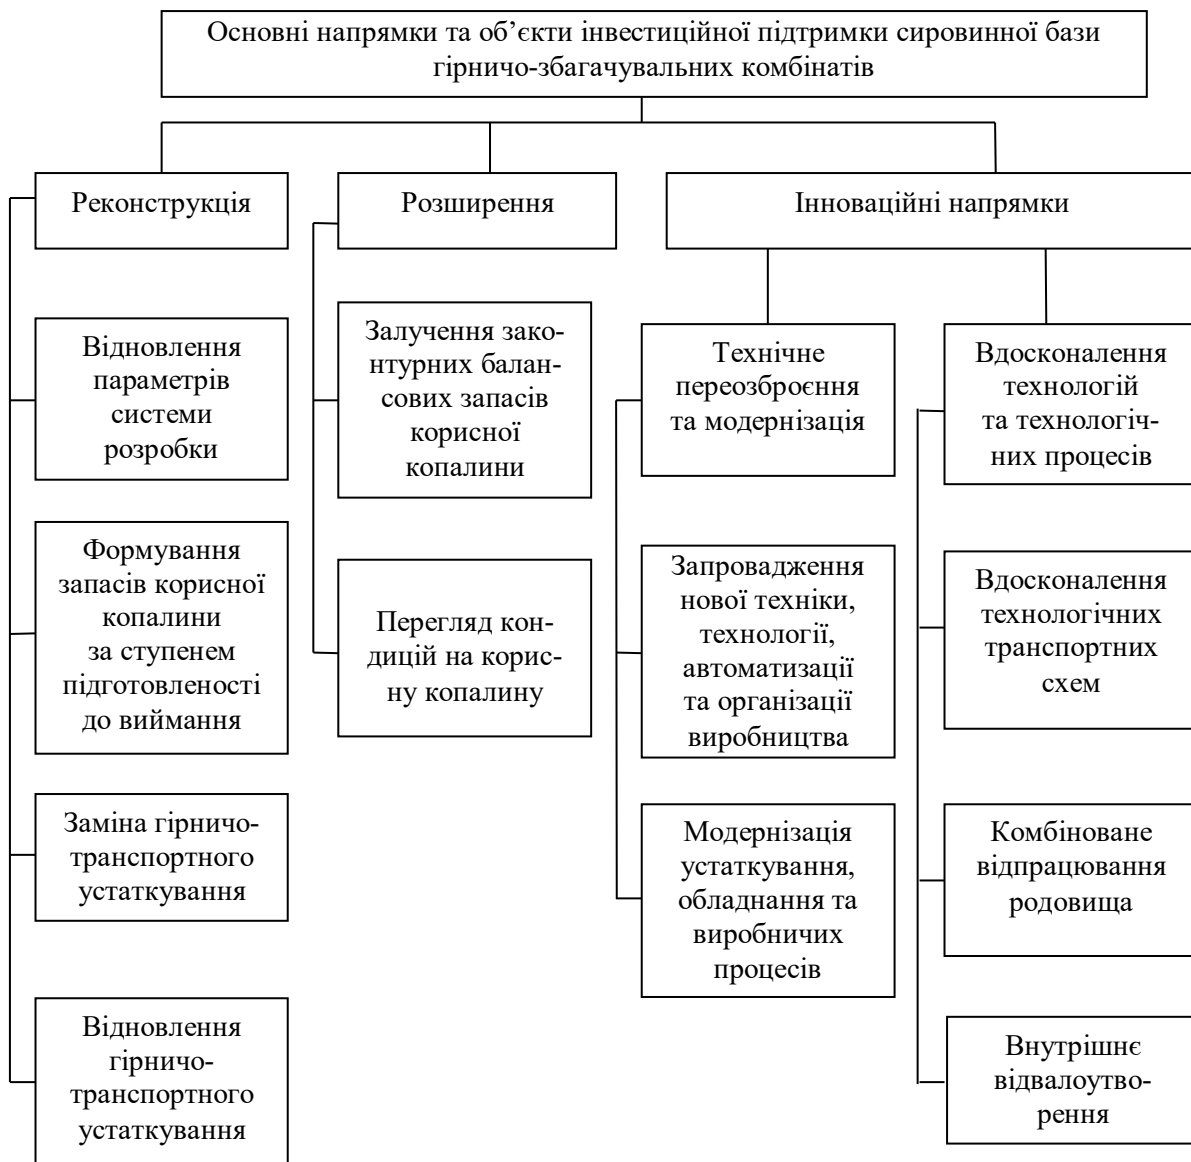 Основні напрямки та об’єкти інвестиційної підтримки сировинної бази
гірничо-збагачувальних комбінатів
Реконструкція
Розширення
Інноваційні напрямки
Відновлення
параметрів
системи
розробки
Формування
запасів корисної
копалини
за ступенем
підготовленості
до виймання
Заміна гірничо-
транспортного
устаткування
Відновлення
гірничо-
транспортного
устаткування
Залучення зако-
нтурних балан-
сових запасів
корисної
копалини
Перегляд кон-
дицій на корис-
ну копалину
Технічне
переозброєння
та модернізація
Запровадження
нової техніки,
технології,
автоматизації
та організації
виробництва
Модернізація
устаткування,
обладнання та
виробничих
процесів
Вдосконалення
технологій
та технологіч-
них процесів
Вдосконалення
технологічних
транспортних
схем
Комбіноване
відпрацювання
родовища
Внутрішнє
відвалоутво-
рення